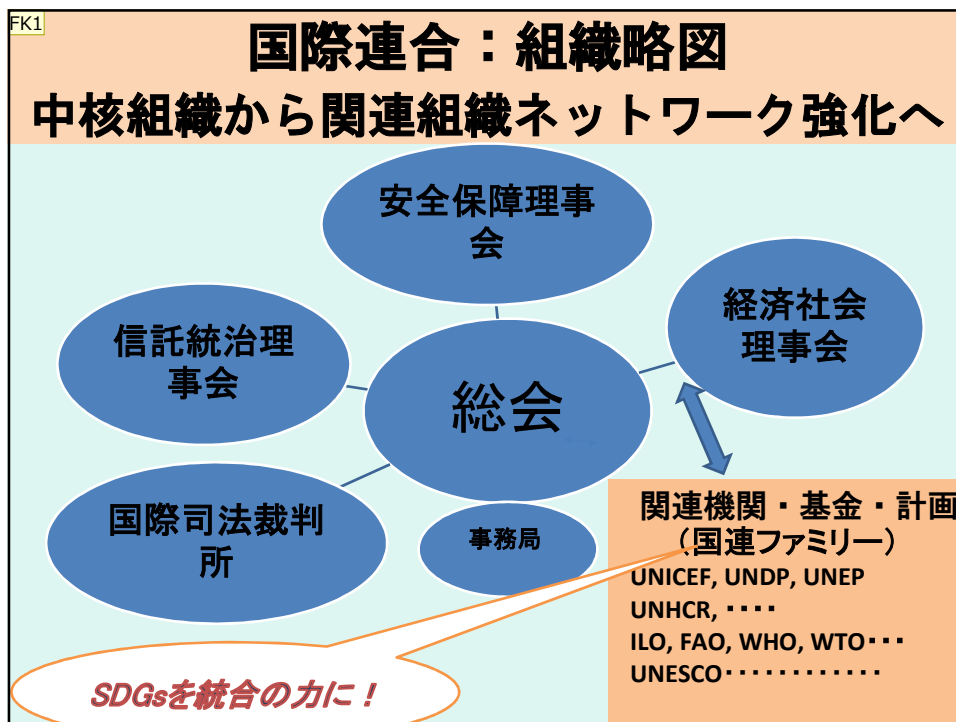 FK1
国際連合：組織略図
中核組織から関連組織ネットワーク強化へ
安全保障理事
会
経済社会
理事会
信託統治理
事会
総会
国際司法裁判
所
事務局
関連機関・基金・計画
（国連ファミリー）
UNICEF, UNDP, UNEP
UNHCR, ････
ILO, FAO, WHO, WTO･･･
UNESCO････････････
SDGsを統合の力に！